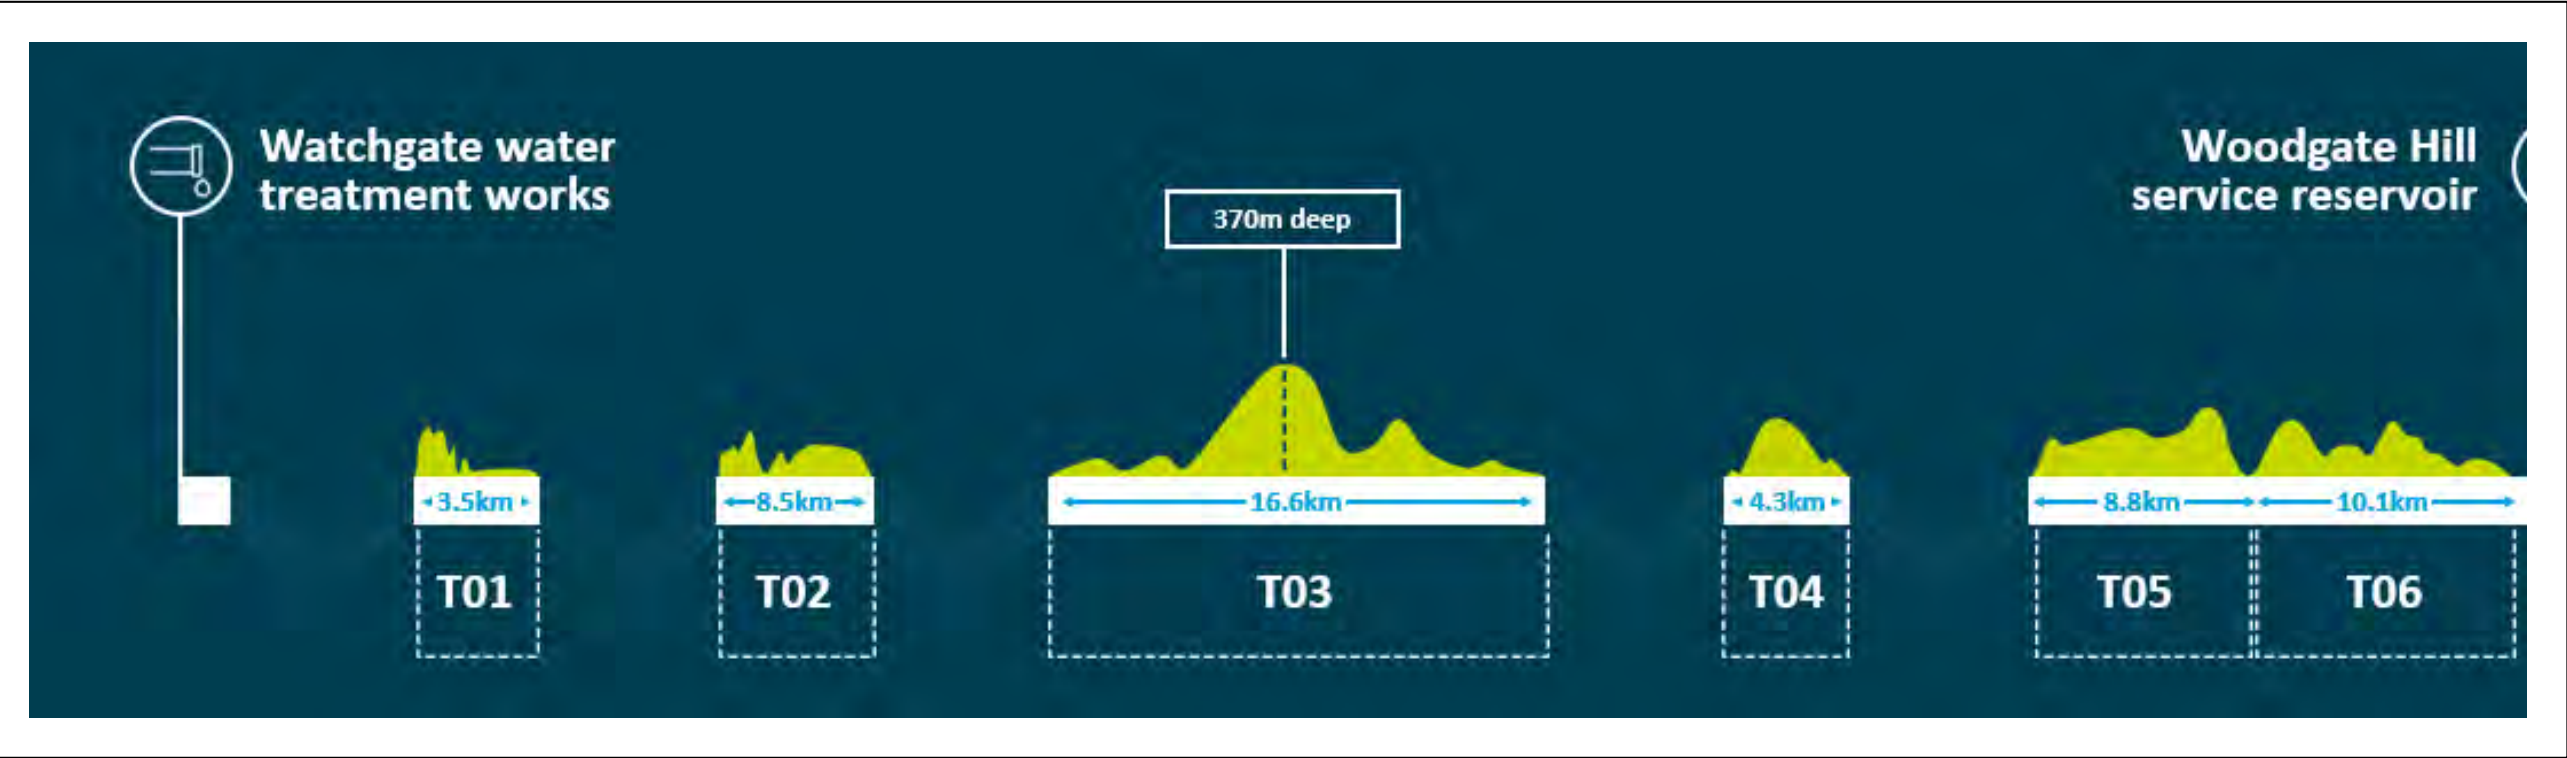 Watchgate water
treatment works
Woodgate Hill
service reservoir
370m deep
3.5km
8.5km
16.6km
4.3km
8.8km
10.1km
T01
T02
T03
T04
T05
T06